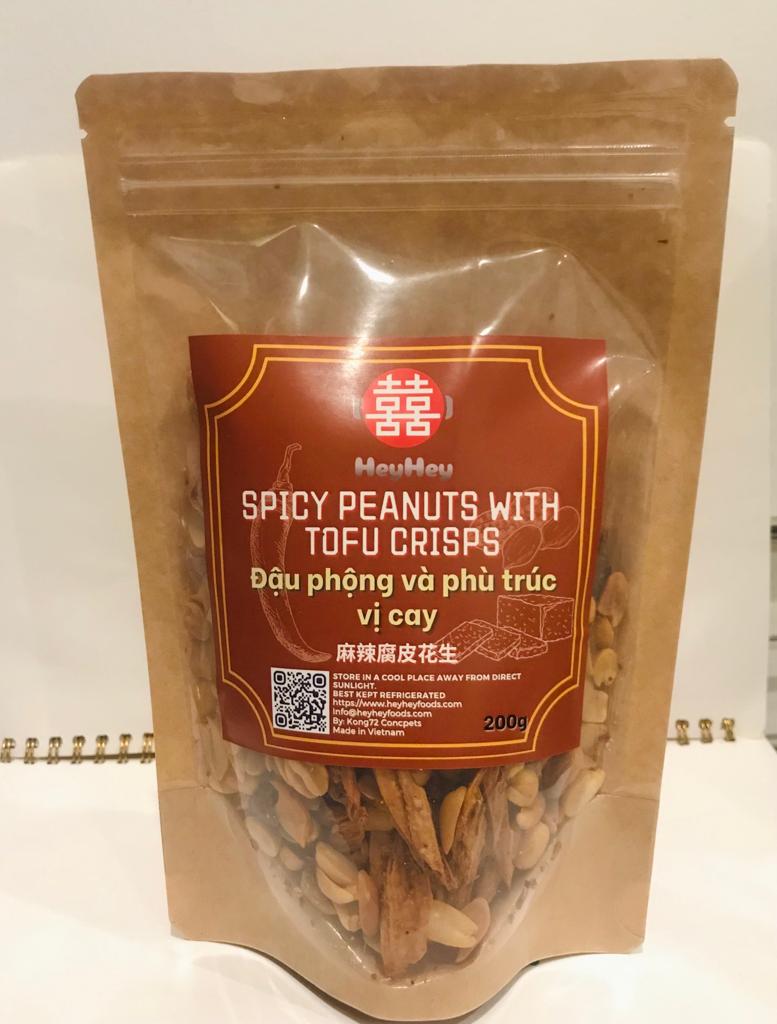 囍
HeyHey
SPICY PEANUTS WITH
TOFU CRISPS
Đậu phộng và phù trúc
vị cay
麻辣腐皮花生
STORE IN A COOL PLACE AWAY FROM DIRECT
SUNLIGHT.
BEST KEPT REFRIGERATED
https://www.heyheyfoods.com
Info@heyheyfoods.com
By: Kong72 Concpets
Made in Vietnam
200g